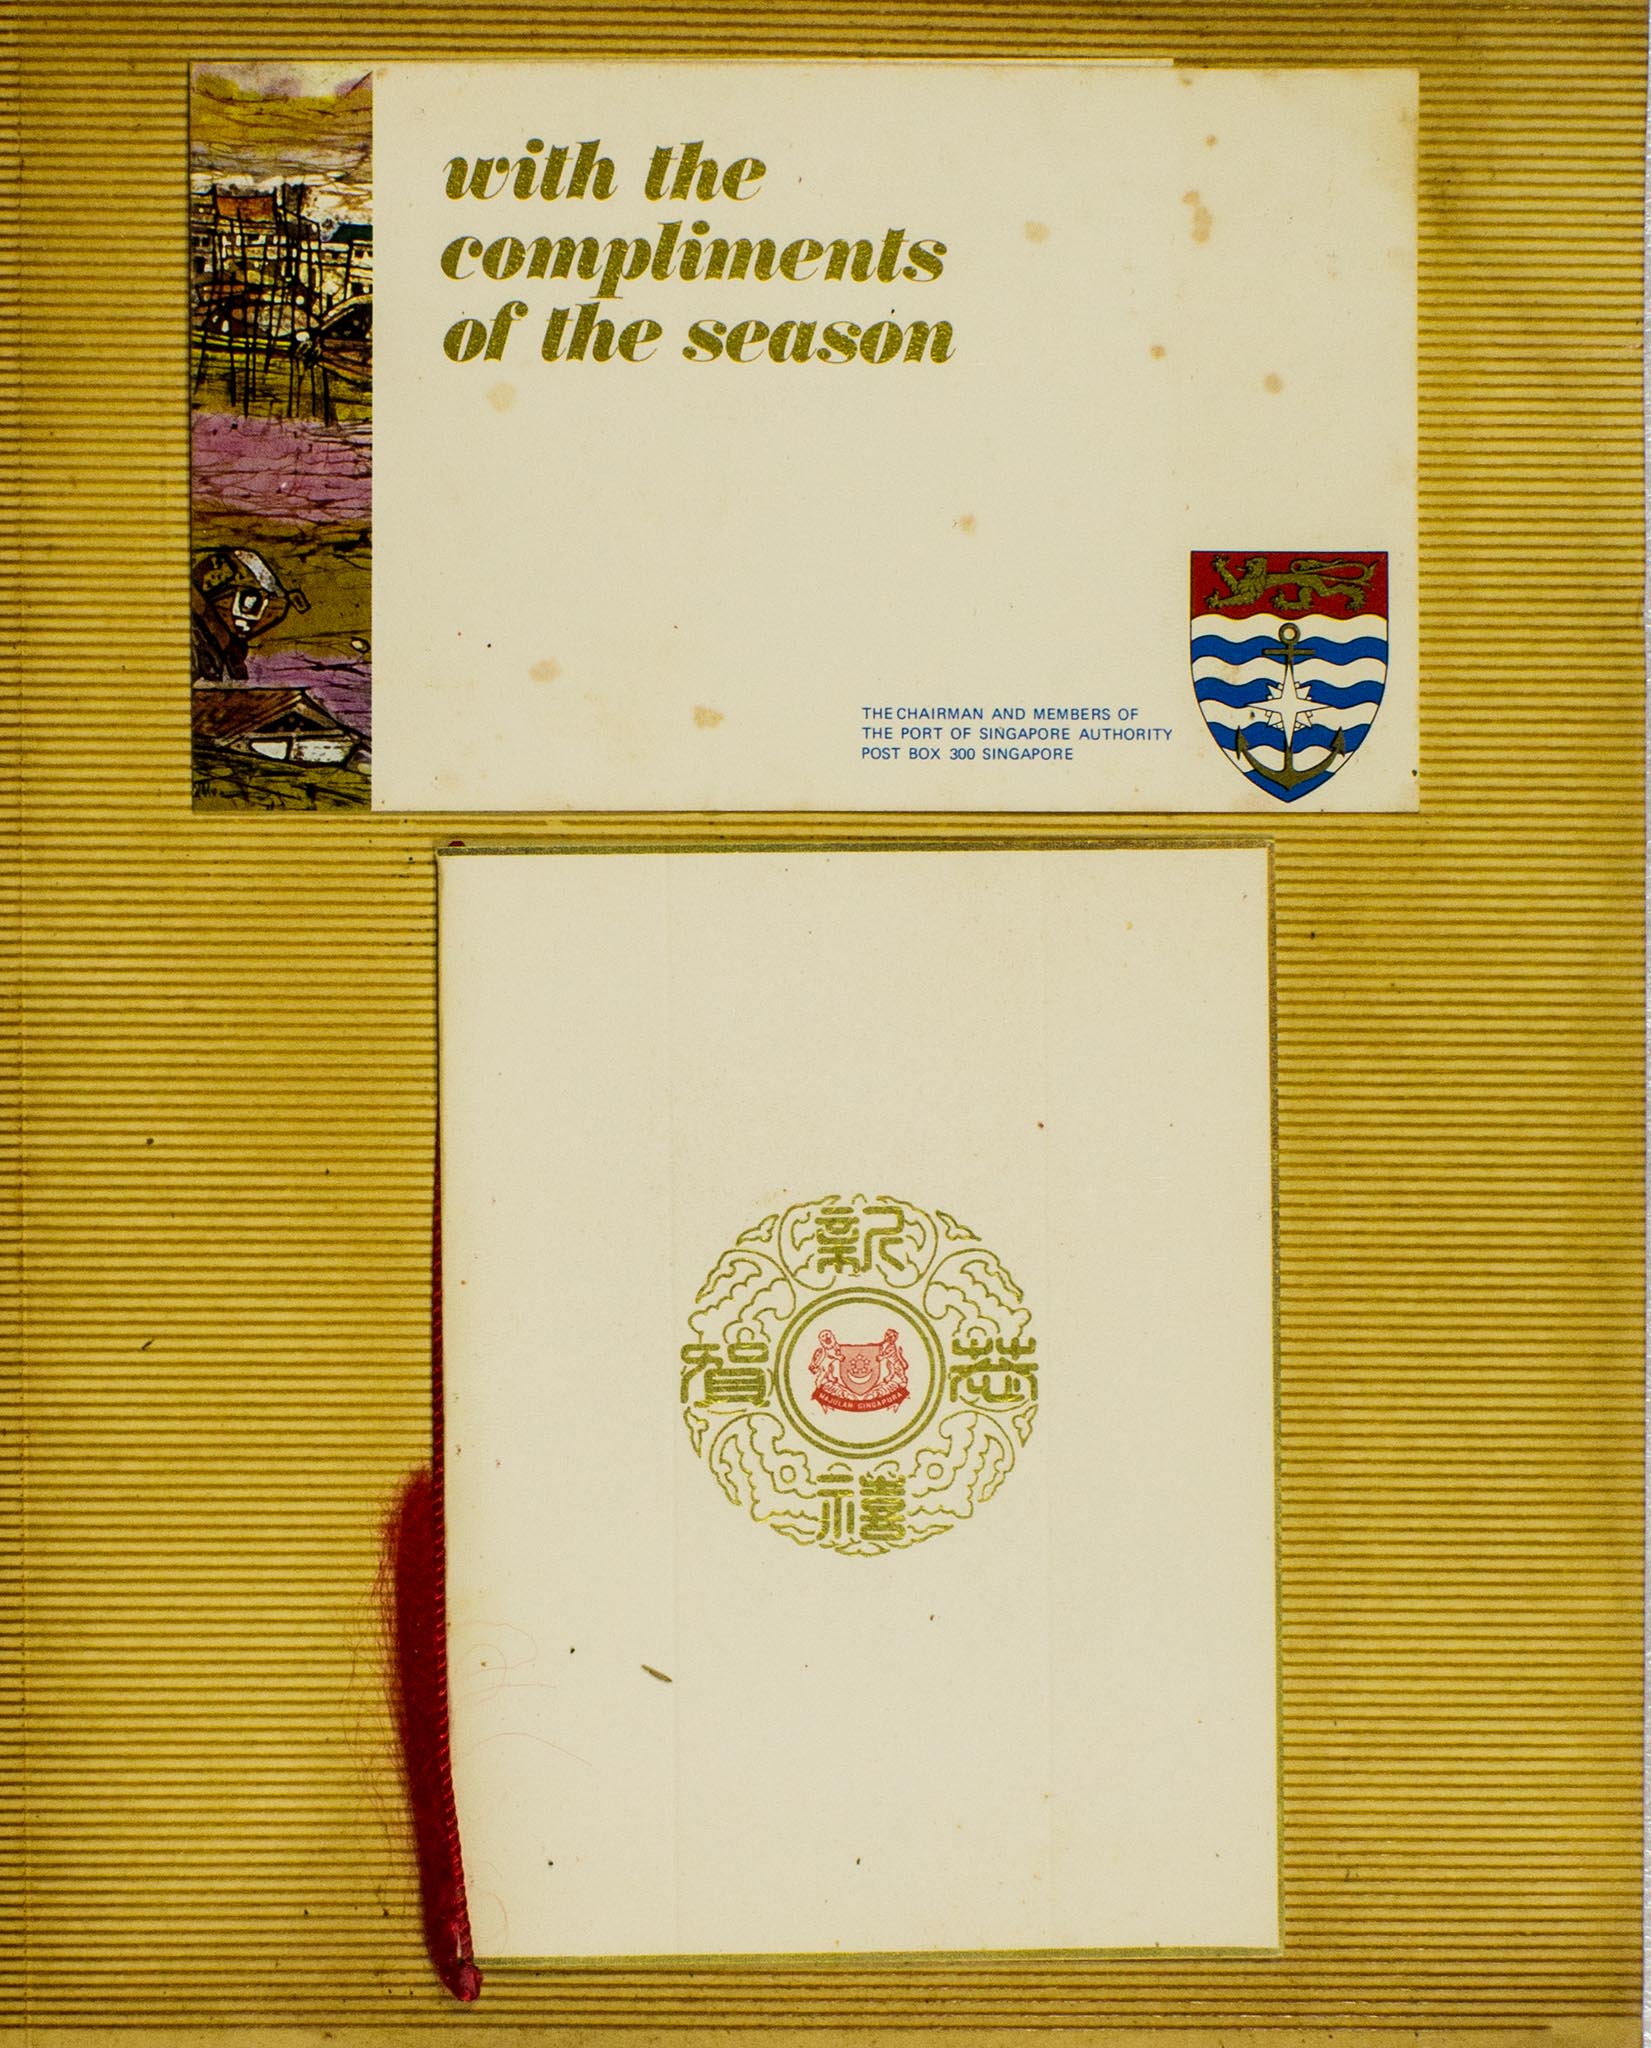 with the
compliments
of the season
THE CHAIRMAN AND MEMBERS OF
THE PORT OF SINGAPORE AUTHORITY
POST BOX 300 SINGAPORE
恭
賀
新
禧
MAJULAH SINGAPURA